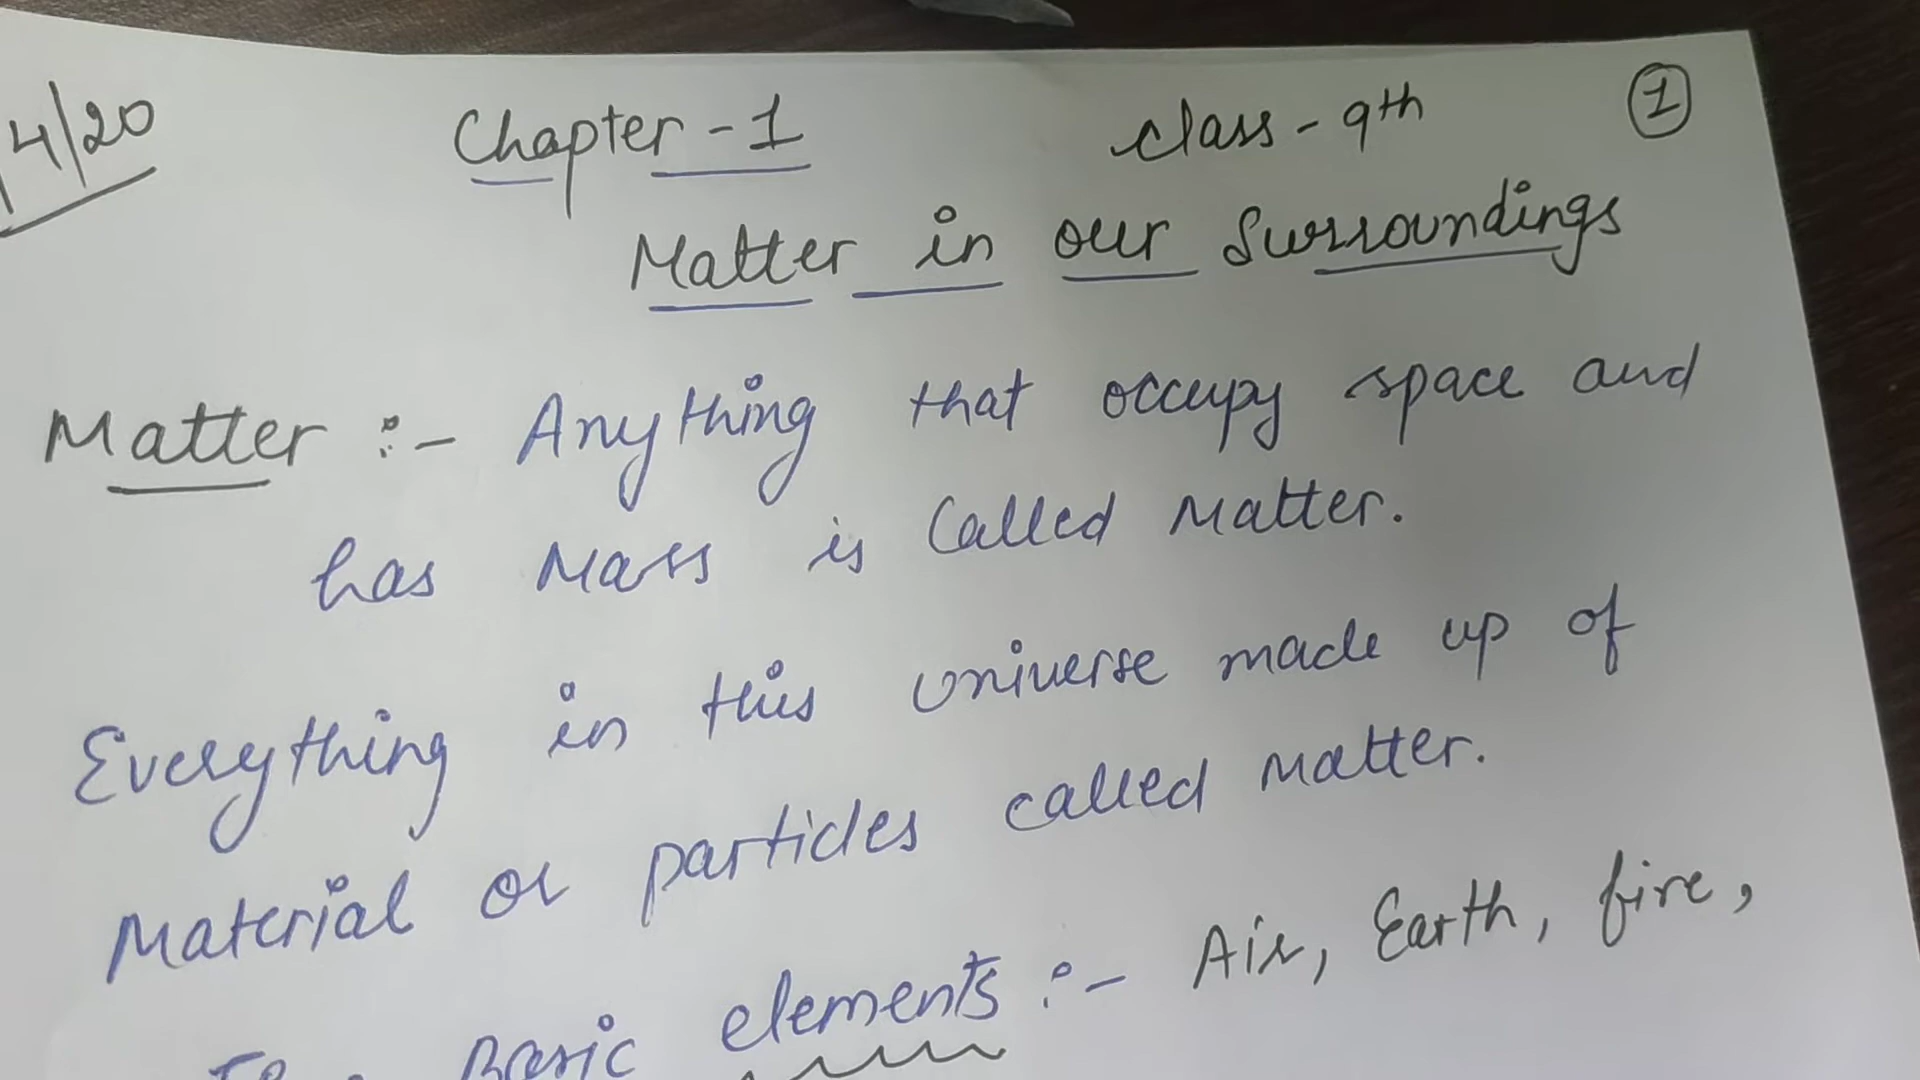 4/20
Chapter - 1 class - 9th 1
Matter in our Surroundings
Matter :- Anything that occupy space and
has Mass is Called Matter.
Everything in this Universe made up of
Material or particles called Matter.
Basic elements :- Air, Earth, fire,